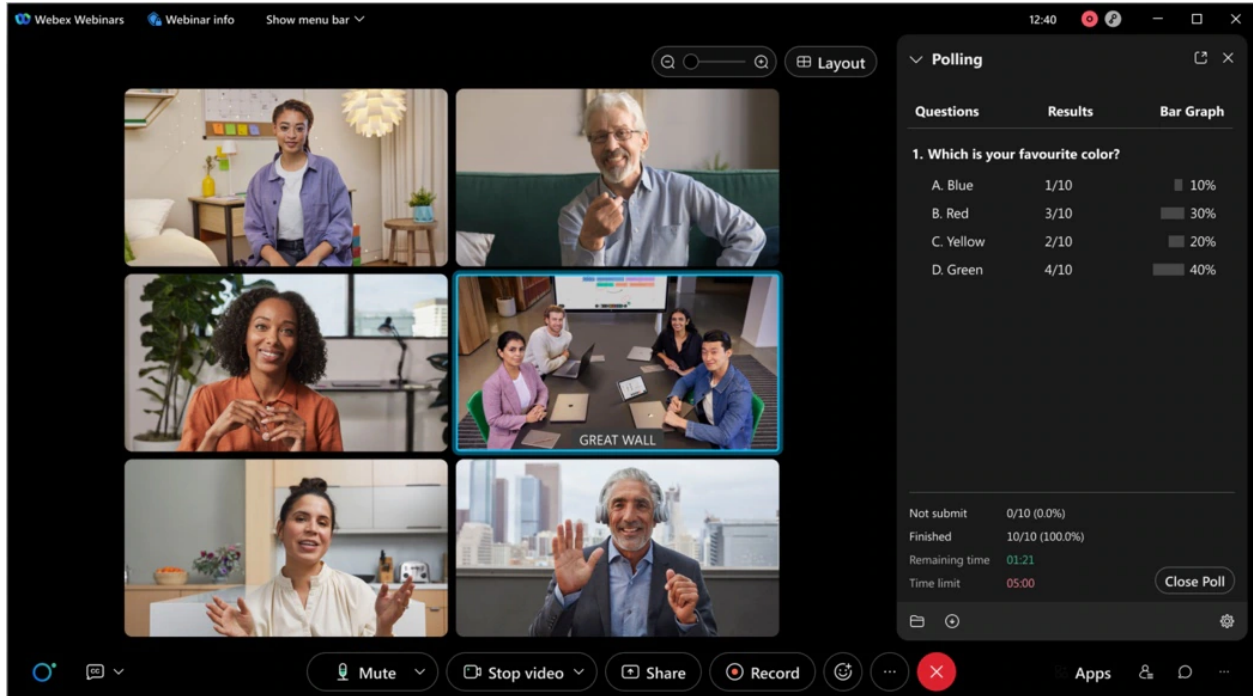 Webex Webinars Webinar info Show menu bar 12:40
Layout
Polling
Questions Results Bar Graph
1. Which is your favourite color?
A. Blue 1/10 10%
B. Red 3/10 30%
C. Yellow 2/10 20%
D. Green 4/10 40%
GREAT WALL
Not submit 0/10 (0.0%)
Finished 10/10 (100.0%)
Remaining time 01:21
Time limit 05:00
Close Poll
CC Mute Stop video Share Record Apps